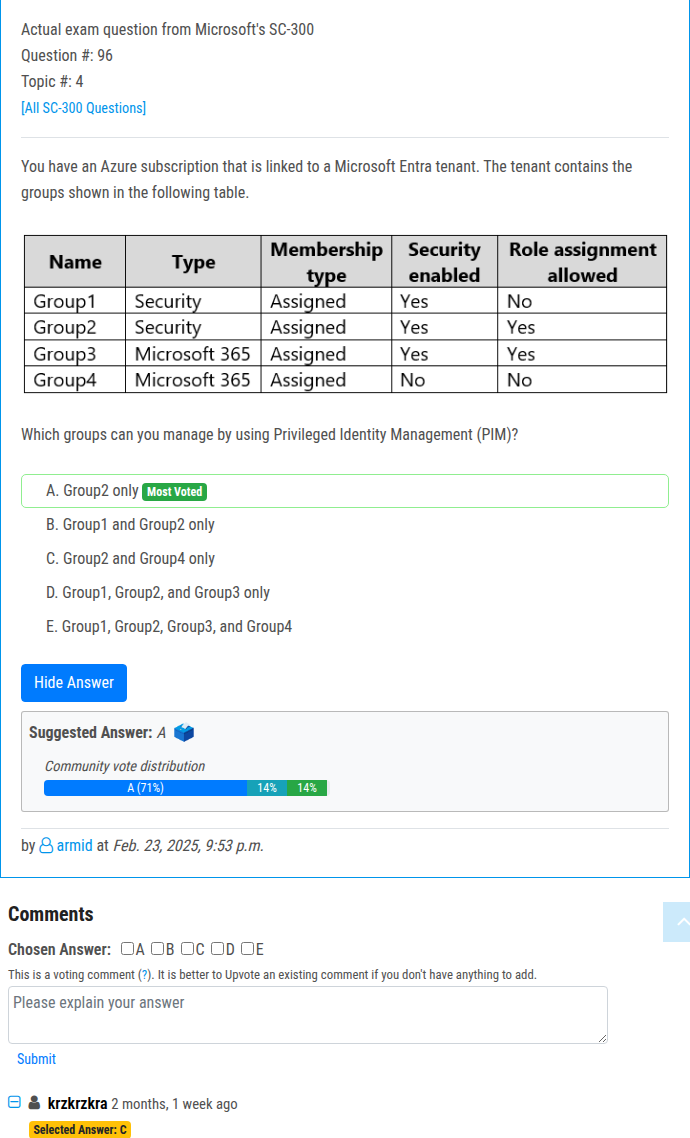 Actual exam question from Microsoft's SC-300
Question #: 96
Topic #: 4
[All SC-300 Questions]
You have an Azure subscription that is linked to a Microsoft Entra tenant. The tenant contains the
groups shown in the following table.
Name Type Membership type Security enabled Role assignment allowed
Group1 Security Assigned Yes No
Group2 Security Assigned Yes Yes
Group3 Microsoft 365 Assigned Yes Yes
Group4 Microsoft 365 Assigned No No
Which groups can you manage by using Privileged Identity Management (PIM)?
A. Group2 only Most Voted
B. Group1 and Group2 only
C. Group2 and Group4 only
D. Group1, Group2, and Group3 only
E. Group1, Group2, Group3, and Group4
Hide Answer
Suggested Answer: A
Community vote distribution
A (71%) 14% 14%
by armid at Feb. 23, 2025, 9:53 p.m.
Comments
Chosen Answer: A B C D E
This is a voting comment (?). It is better to Upvote an existing comment if you don't have anything to add.
Please explain your answer
Submit
krzkrzkra 2 months, 1 week ago
Selected Answer: C